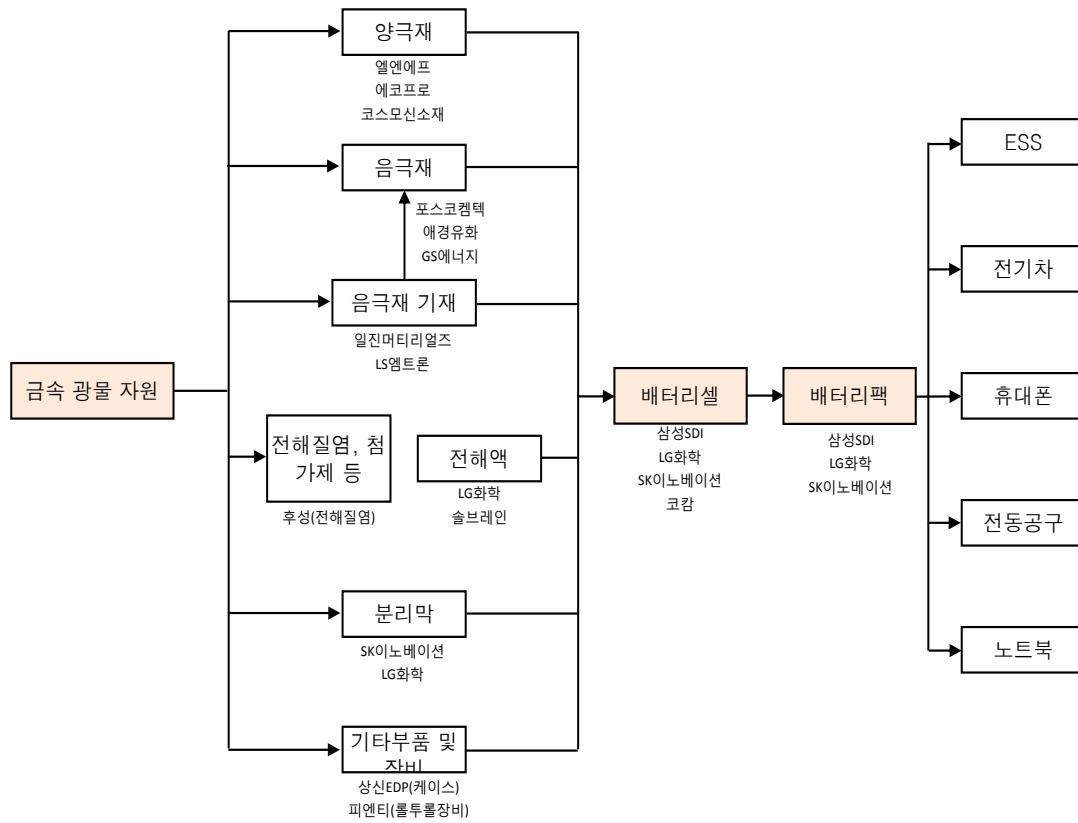 양극재
엘엔에프
에코프로
코스모신소재
음극재
포스코켐텍
애경유화
GS에너지
음극재 기재
일진머티리얼즈
LS엠트론
금속 광물 자원
전해질염, 첨
가제 등
후성(전해질염)
전해액
LG화학
솔브레인
분리막
SK이노베이션
LG화학
기타부품 및
장비
상신EDP(케이스)
피엔티(롤투롤장비)
배터리셀
삼성SDI
LG화학
SK이노베이션
코캄
배터리팩
삼성SDI
LG화학
SK이노베이션
ESS
전기차
휴대폰
전동공구
노트북